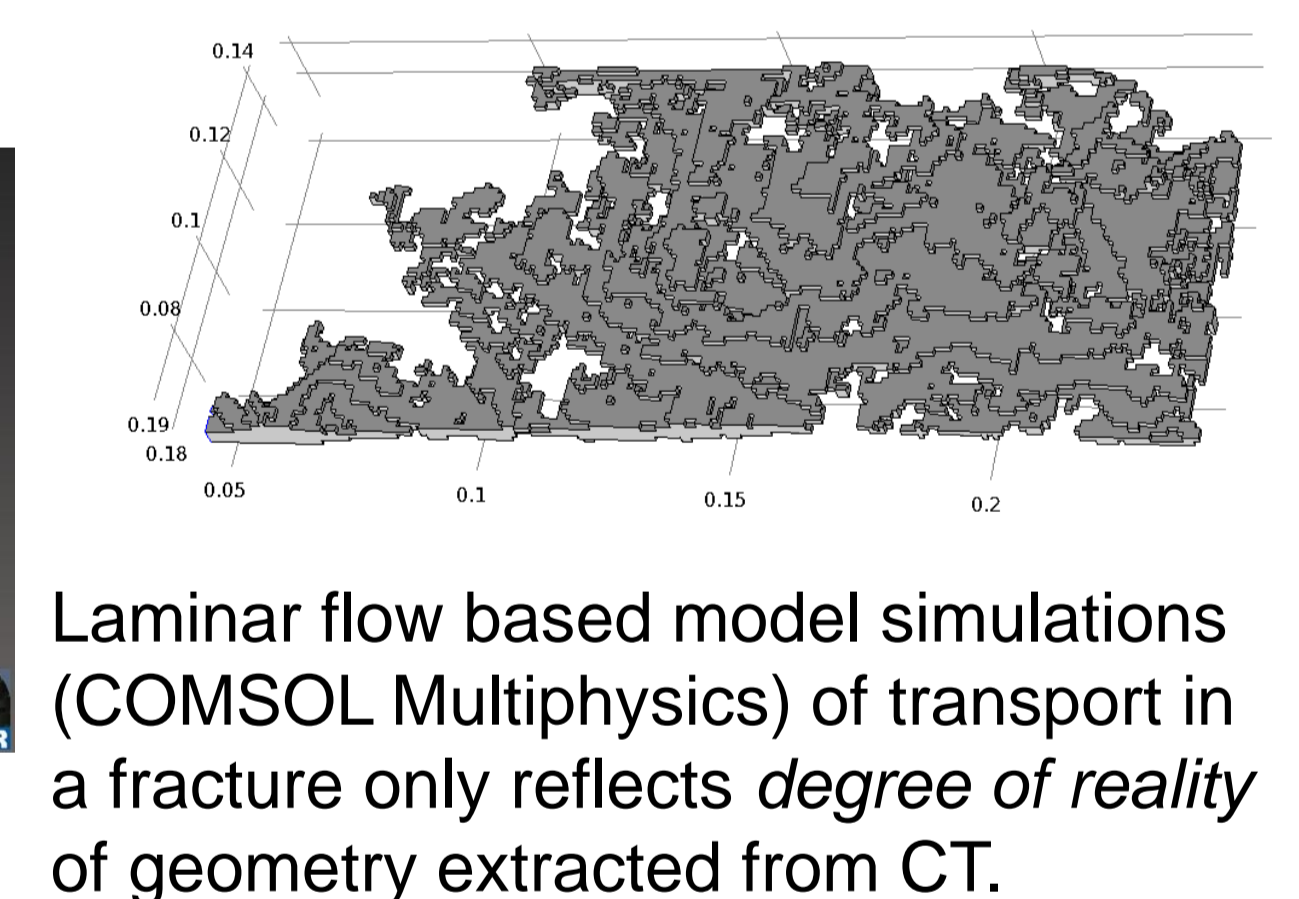 0.14
0.12
0.1
0.08
0.19
0.18
0.05
0.1
0.15
0.2
Laminar flow based model simulations
(COMSOL Multiphysics) of transport in
R
a fracture only reflects degree of reality
of geometry extracted from CT.